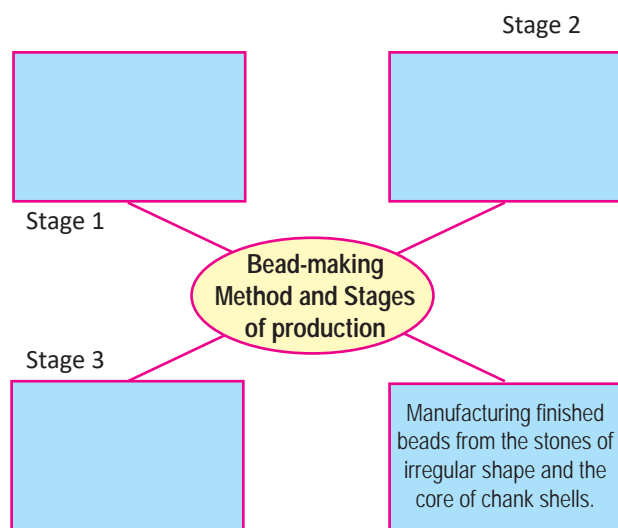 Stage 2
Stage 1
Bead-making
Method and Stages
of production
Stage 3
Manufacturing finished
beads from the stones of
irregular shape and the
core of chank shells.